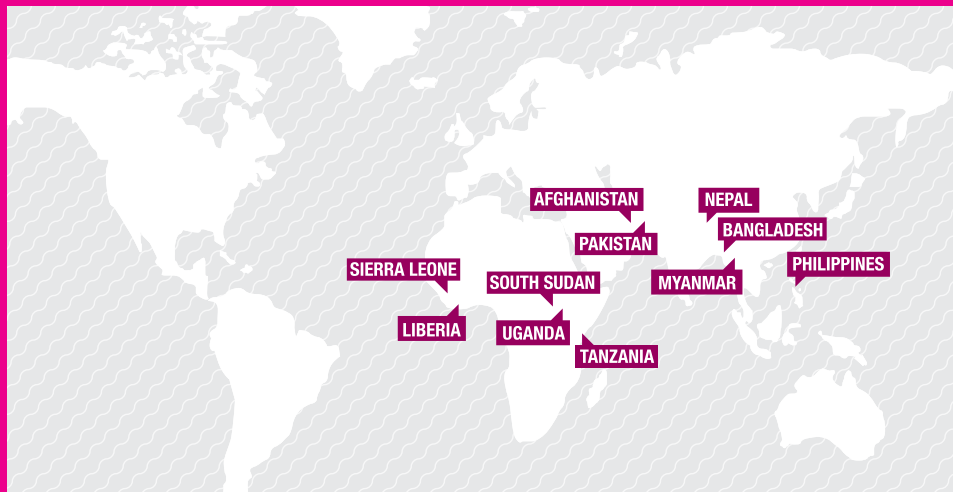 AFGHANISTAN
NEPAL
BANGLADESH
PAKISTAN
PHILIPPINES
SIERRA LEONE
SOUTH SUDAN
MYANMAR
LIBERIA
UGANDA
TANZANIA